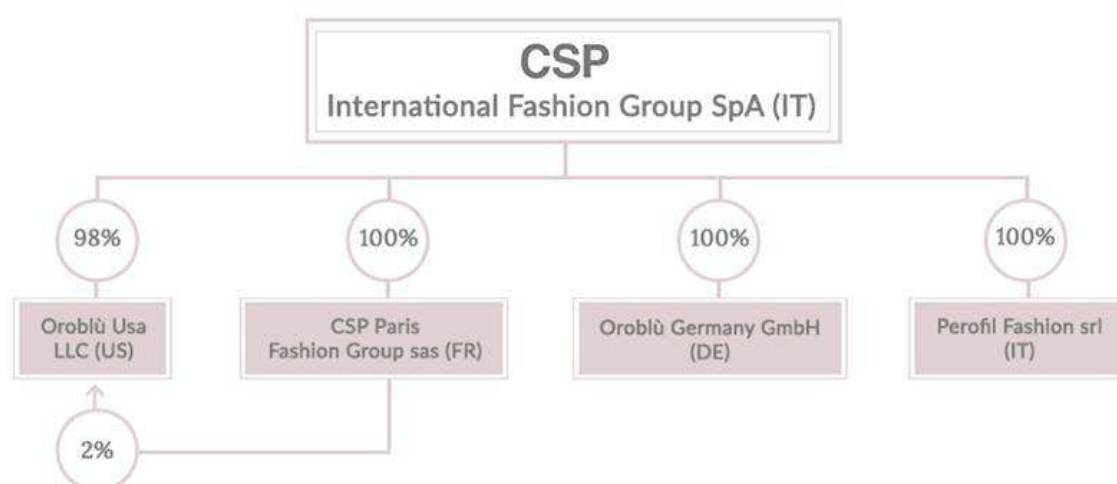 CSP
International Fashion Group SpA (IT)
98%
100%
100%
100%
Oroblù Usa
LLC (US)
CSP Paris
Fashion Group sas (FR)
Oroblù Germany GmbH
(DE)
Perofil Fashion srl
(IT)
2%